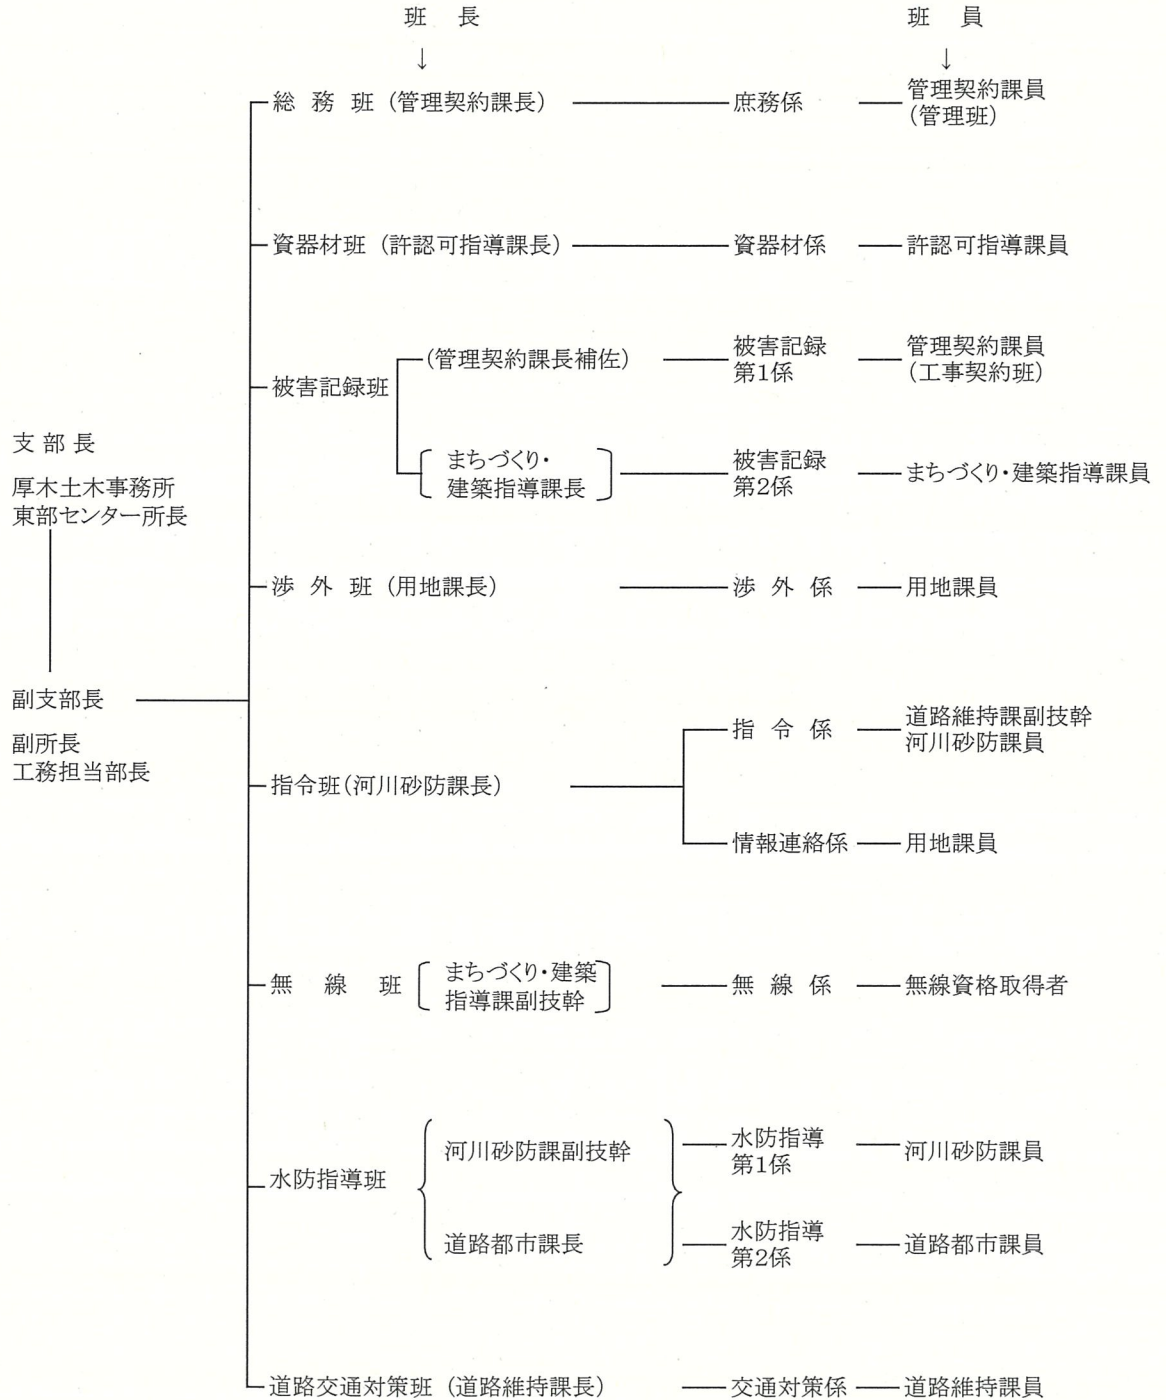 班　長
班　員
↓
↓
総 務 班 (管理契約課長)
庶務係
管理契約課員
(管理班)
資器材班 (許認可指導課長)
資器材係
許認可指導課員
被害記録班
(管理契約課長補佐)
被害記録
第1係
管理契約課員
(工事契約班)
まちづくり・
建築指導課長
被害記録
第2係
まちづくり・建築指導課員
支 部 長
厚木土木事務所
東部センター所長
渉 外 班 (用地課長)
渉 外 係
用地課員
副支部長
副所長
工務担当部長
指令班(河川砂防課長)
指 令 係
道路維持課副技幹
河川砂防課員
情報連絡係
用地課員
無　線　班
まちづくり・建築
指導課副技幹
無 線 係
無線資格取得者
水防指導班
河川砂防課副技幹
道路都市課長
水防指導
第1係
河川砂防課員
水防指導
第2係
道路都市課員
道路交通対策班 (道路維持課長)
交通対策係
道路維持課員